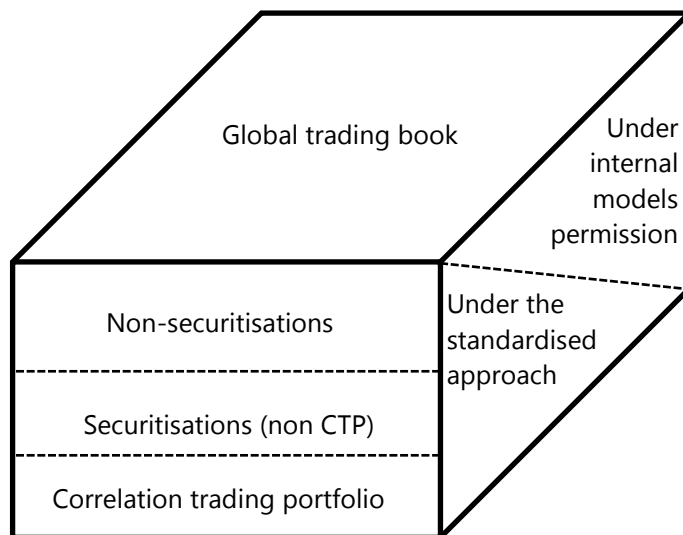 Global trading book
Under
internal
models
permission
Non-securitisations
Under the
standardised
approach
Securitisations (non CTP)
Correlation trading portfolio